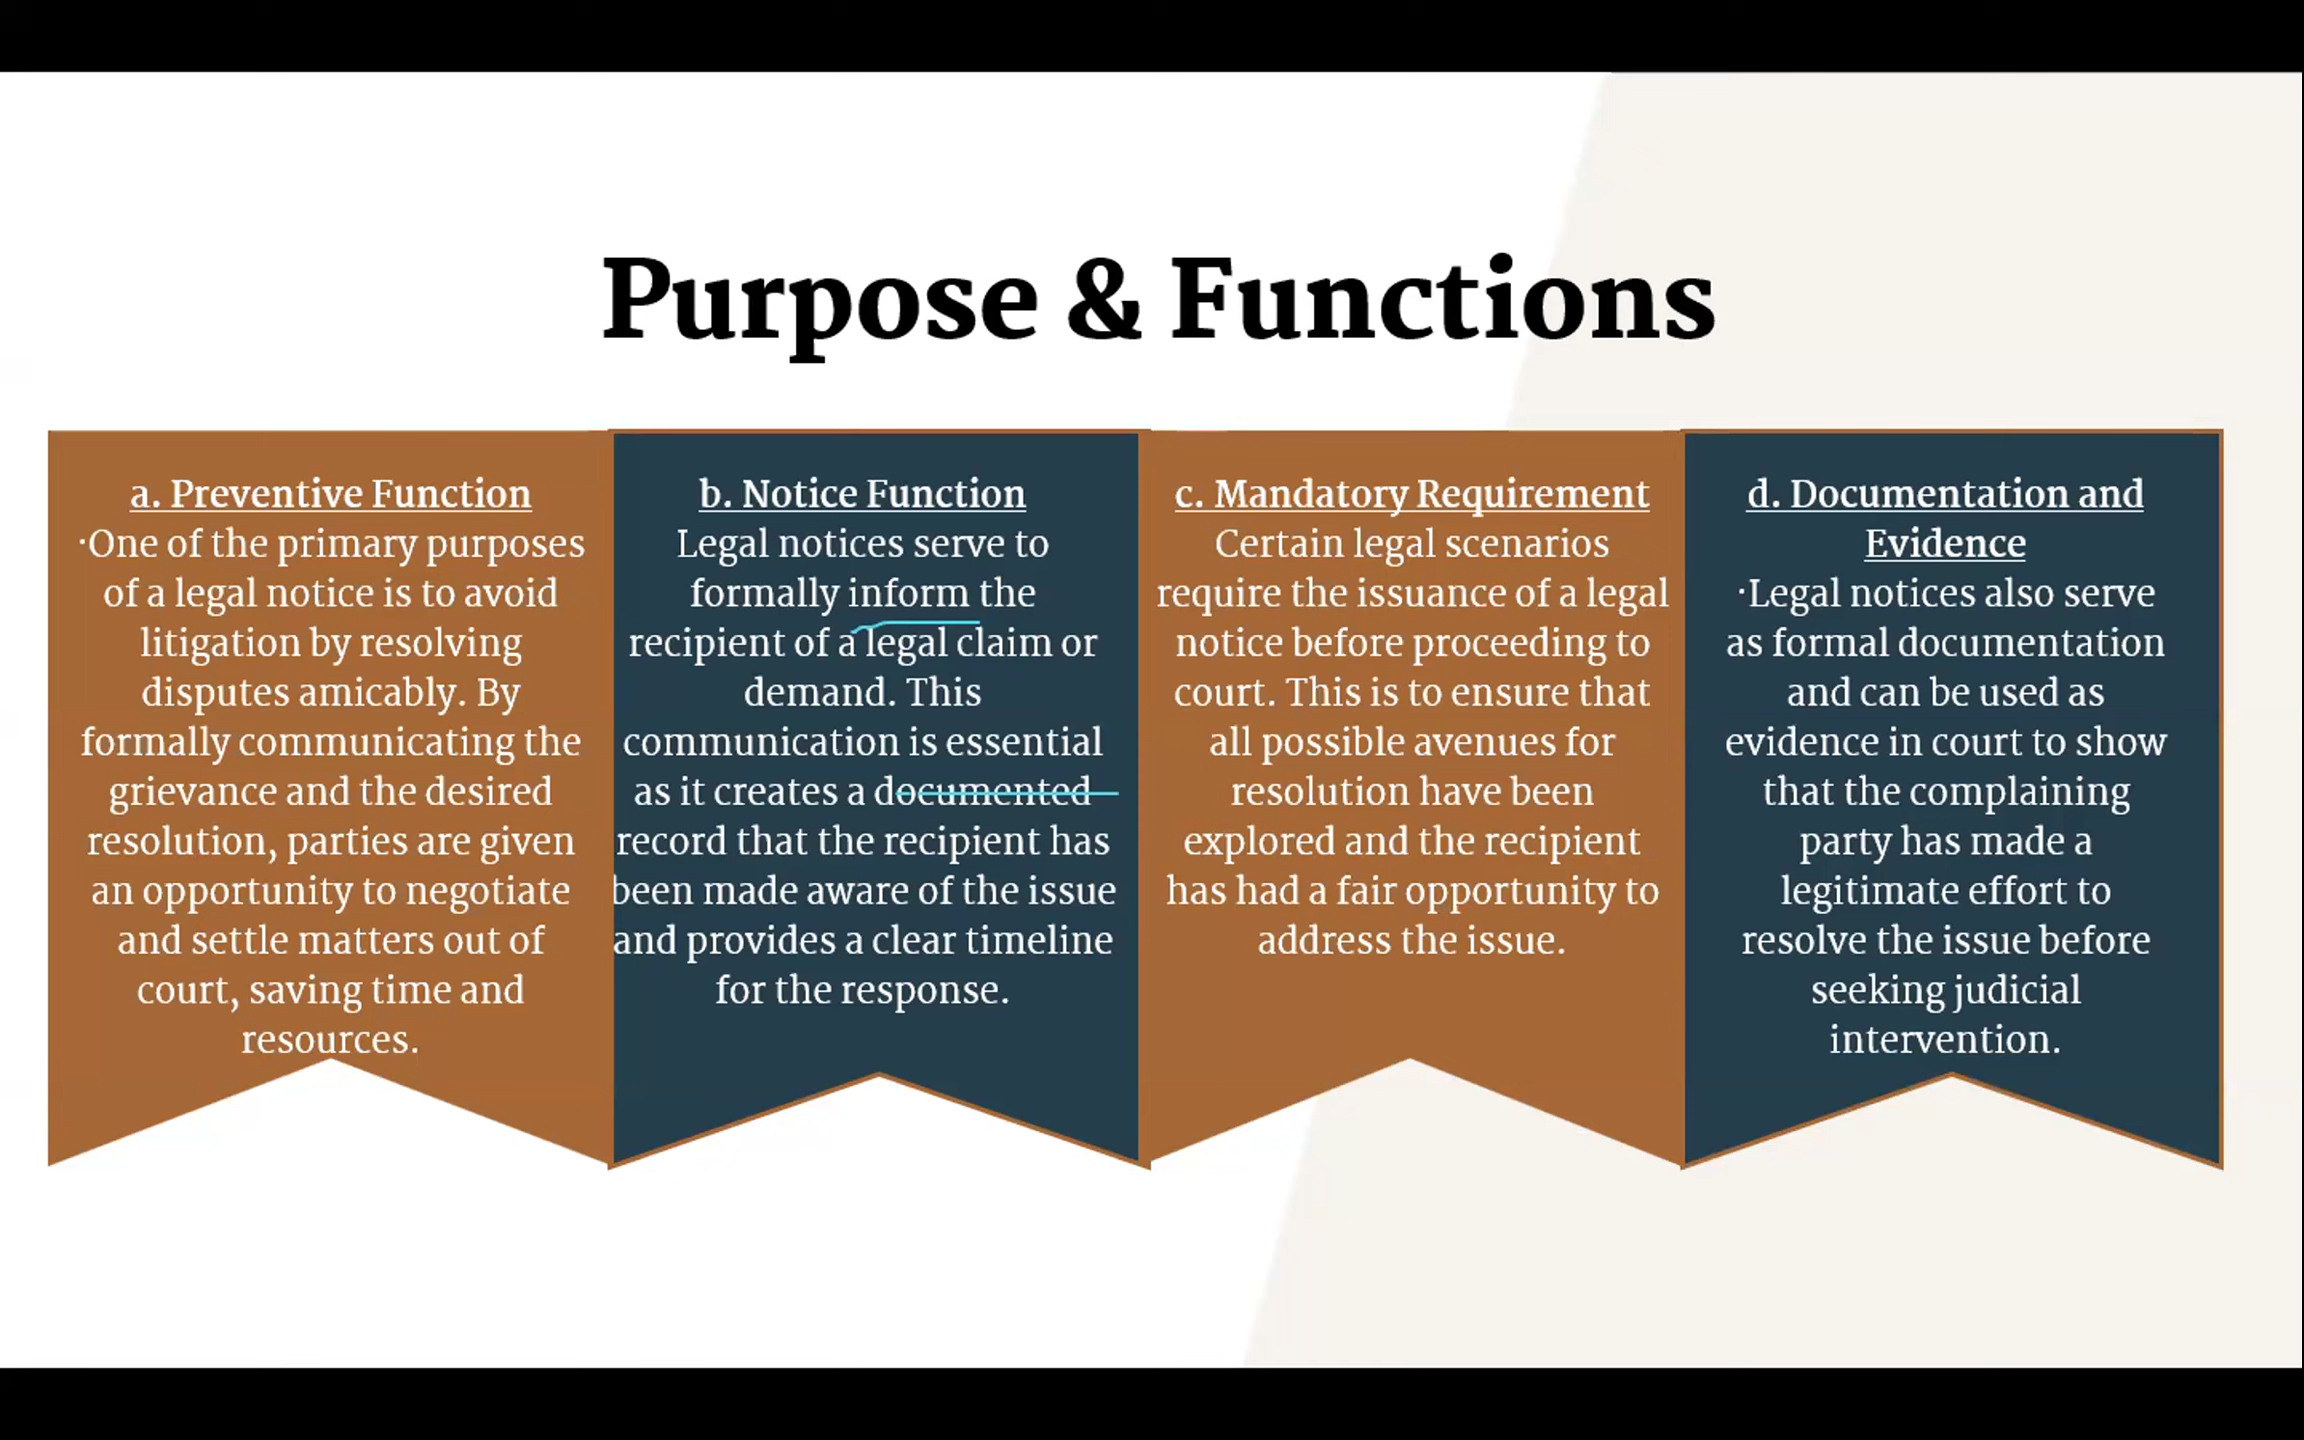 Purpose & Functions
a. Preventive Function
·One of the primary purposes
of a legal notice is to avoid
litigation by resolving
disputes amicably. By
formally communicating the
grievance and the desired
resolution, parties are given
an opportunity to negotiate
and settle matters out of
court, saving time and
resources.
b. Notice Function
Legal notices serve to
formally inform the
recipient of a legal claim or
demand. This
communication is essential
as it creates a documented
record that the recipient has
been made aware of the issue
and provides a clear timeline
for the response.
c. Mandatory Requirement
Certain legal scenarios
require the issuance of a legal
notice before proceeding to
court. This is to ensure that
all possible avenues for
resolution have been
explored and the recipient
has had a fair opportunity to
address the issue.
d. Documentation and
Evidence
·Legal notices also serve
as formal documentation
and can be used as
evidence in court to show
that the complaining
party has made a
legitimate effort to
resolve the issue before
seeking judicial
intervention.